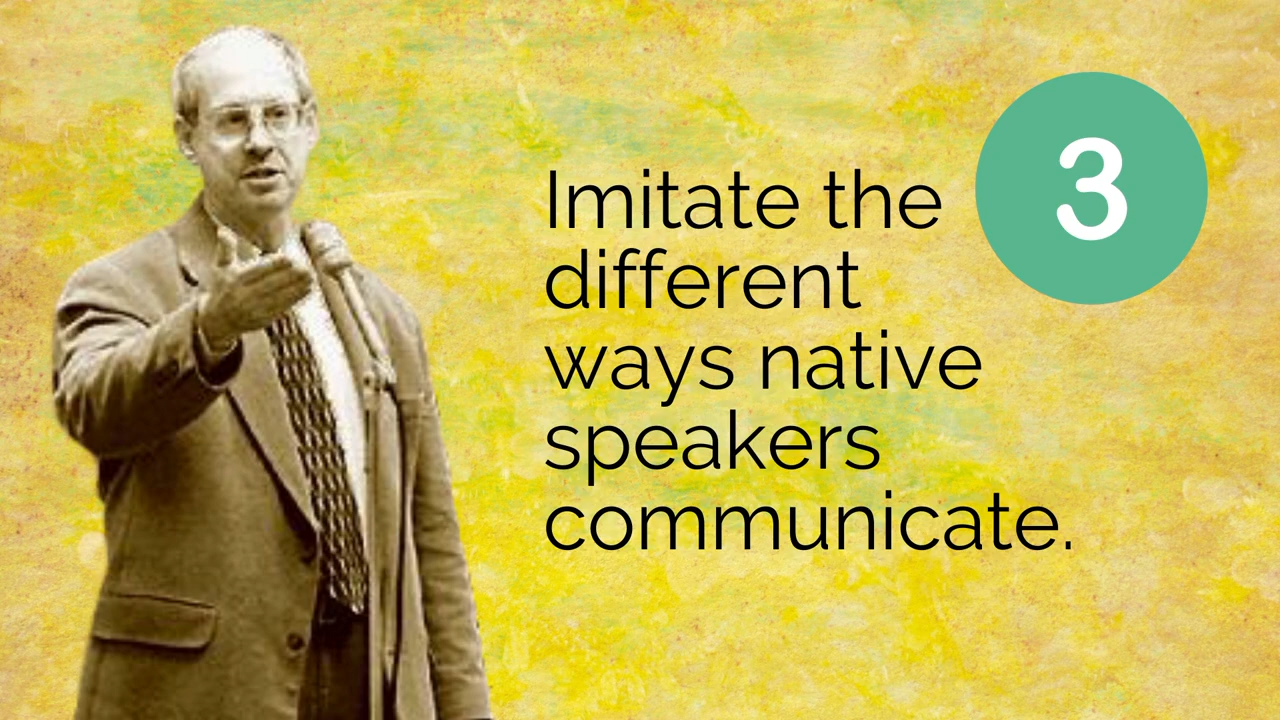 Imitate the
different
ways native
speakers
communicate.
3